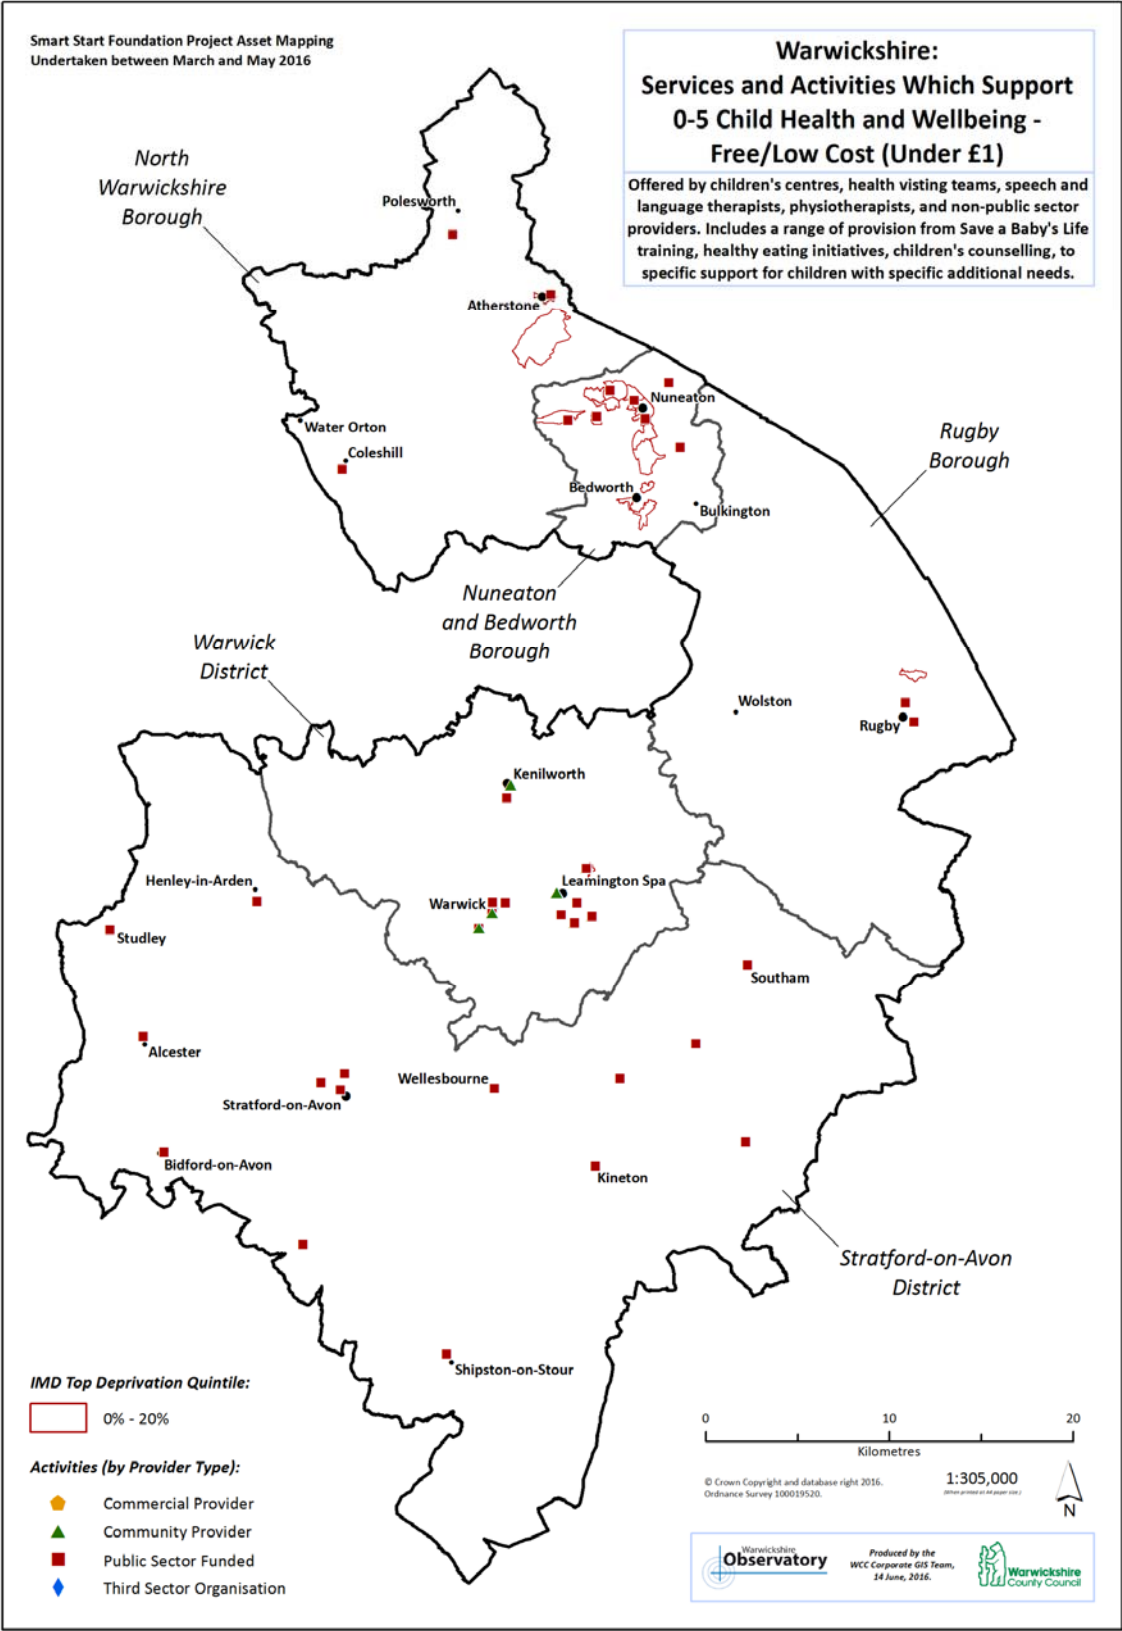 Smart Start Foundation Project Asset Mapping
Undertaken between March and May 2016
Warwickshire:
Services and Activities Which Support
0-5 Child Health and Wellbeing -
Free/Low Cost (Under £1)
Offered by children's centres, health visting teams, speech and
language therapists, physiotherapists, and non-public sector
providers. Includes a range of provision from Save a Baby's Life
training, healthy eating initiatives, children's counselling, to
specific support for children with specific additional needs.
North
Warwickshire
Borough
Polesworth
Atherstone
Nuneaton
Water Orton
Coleshill
Rugby
Borough
Bedworth
Bulkington
Nuneaton
and Bedworth
Borough
Warwick
District
Wolston
Rugby
Kenilworth
Henley-in-Arden
Leamington Spa
Warwick
Studley
Southam
Alcester
Wellesbourne
Stratford-on-Avon
Bidford-on-Avon
Kineton
Stratford-on-Avon
District
Shipston-on-Stour
IMD Top Deprivation Quintile:
0% - 20%
Activities (by Provider Type):
Commercial Provider
Community Provider
Public Sector Funded
Third Sector Organisation
0 10 20
Kilometres
© Crown Copyright and database right 2016.
Ordnance Survey 100019520.
1:305,000
(When printed at A4 paper size.)
N
Warwickshire
Observatory
Produced by the
WCC Corporate GIS Team,
14 June, 2016.
Warwickshire
County Council